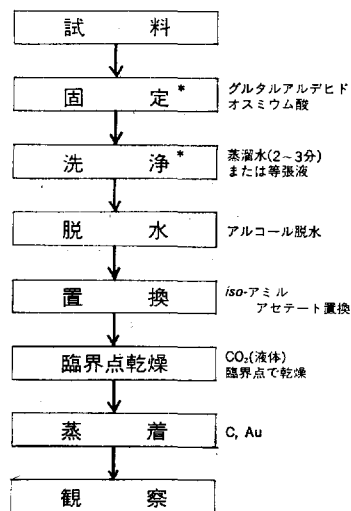 試料
固定*
グルタルアルデヒド
オスミウム酸
洗浄*
蒸溜水(2~3分)
または等張液
脱水
アルコール脱水
置換
iso-アミル
アセテート置換
臨界点乾燥
CO₂(液体)
臨界点で乾燥
蒸着
C, Au
観察